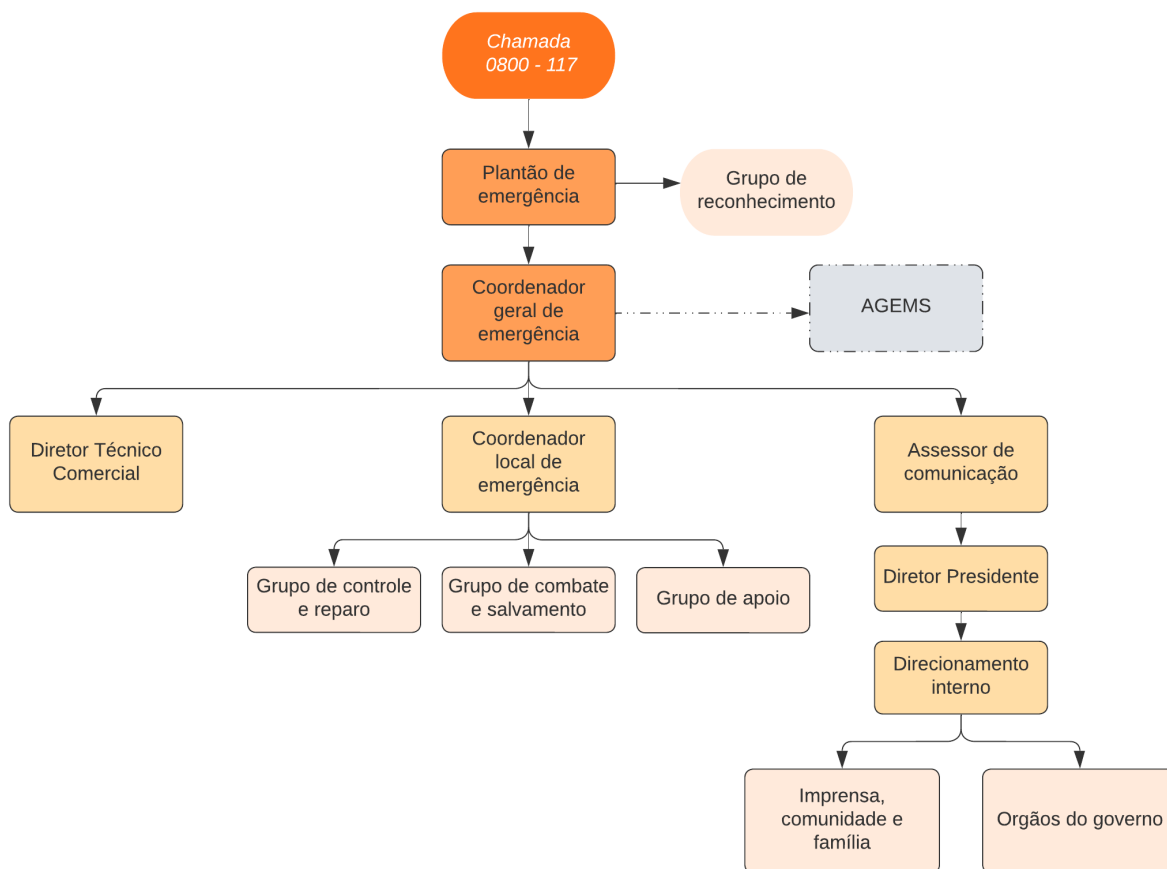 Chamada
0800 - 117
Plantão de
emergência
Grupo de
reconhecimento
Coordenador
geral de
emergência
AGEMS
Diretor Técnico
Comercial
Coordenador
local de
emergência
Assessor de
comunicação
Grupo de controle
e reparo
Grupo de combate
e salvamento
Grupo de apoio
Diretor Presidente
Direcionamento
interno
Imprensa,
comunidade e
família
Orgãos do governo